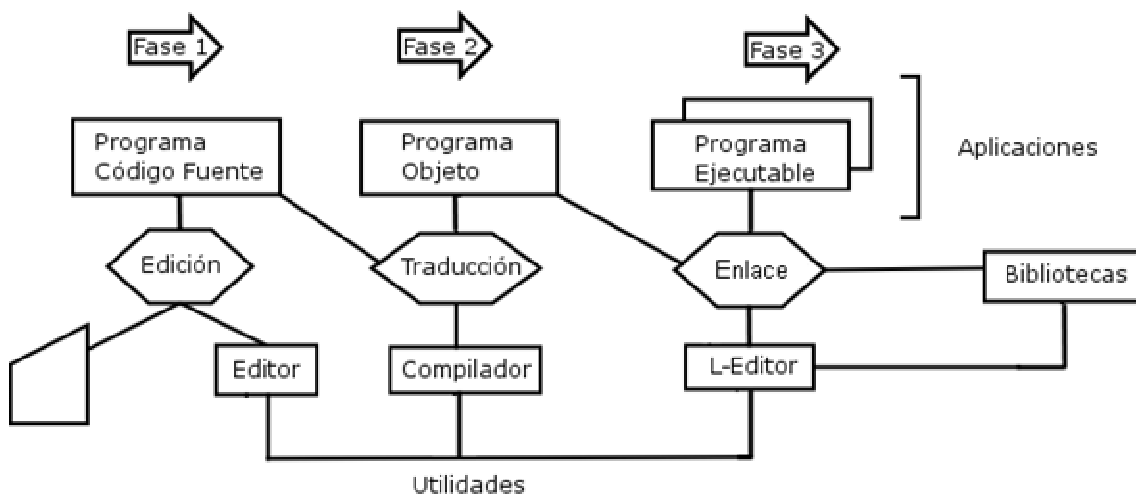 Fase 1
Fase 2
Fase 3
Programa
Código Fuente
Programa
Objeto
Programa
Ejecutable
Aplicaciones
Edición
Traducción
Enlace
Bibliotecas
Editor
Compilador
L-Editor
Utilidades